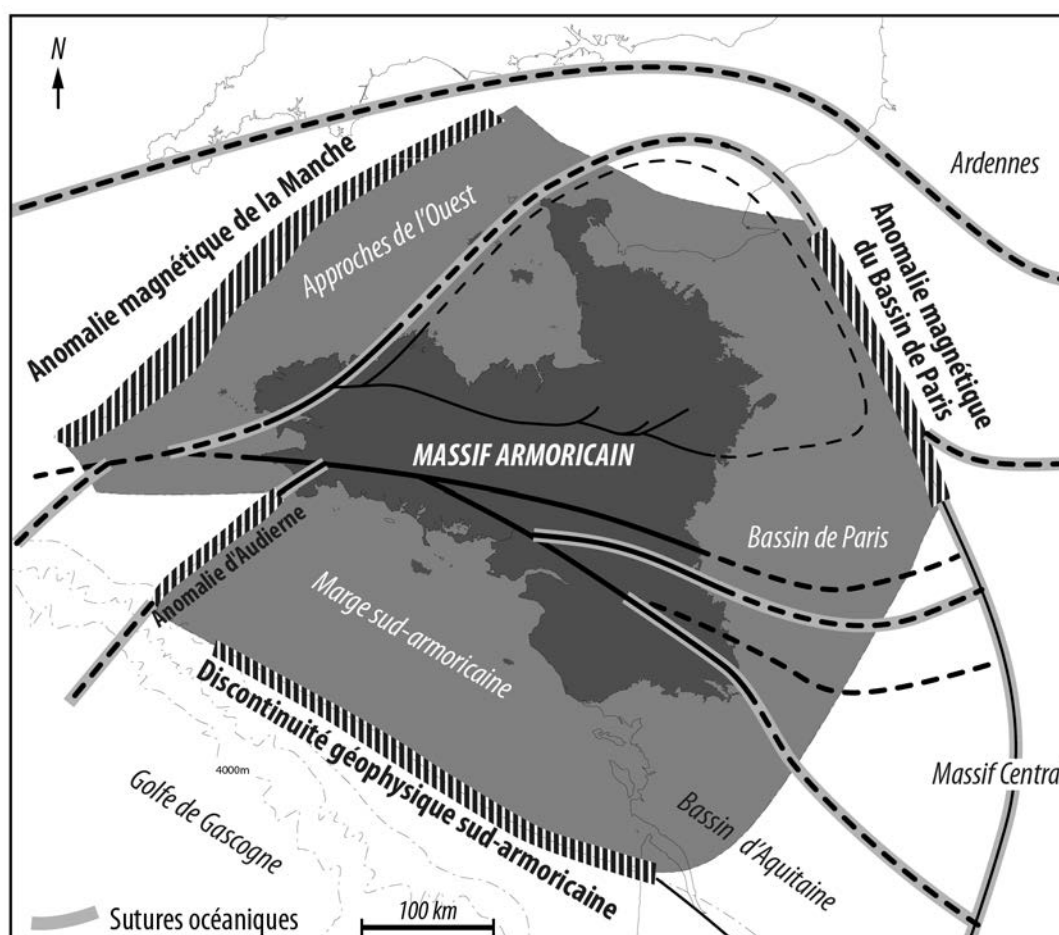 N
Ardennes
Anomalie magnétique de la Manche
Approches de l'Ouest
Anomalie magnétique
du Bassin de Paris
MASSIF ARMORICAIN
Bassin de Paris
Anomalie d'Audierne
Marge sud-armoricaine
Discontinuité géophysique sud-armoricaine
4000m
Golfe de Gascogne
Massif Centra
Bassin d'Aquitaine
Sutures océaniques
100 km